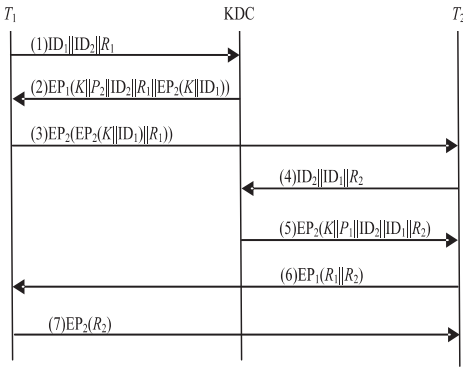 T₁ KDC T₂
(1)ID₁||ID₂||R₁
(2)EP₁(K||P₂||ID₂||R₁||EP₂(K||ID₁))
(3)EP₂(EP₂(K||ID₁)||R₁))
(4)ID₂||ID₁||R₂
(5)EP₂(K||P₁||ID₂||ID₁||R₂)
(6)EP₁(R₁||R₂)
(7)EP₂(R₂)